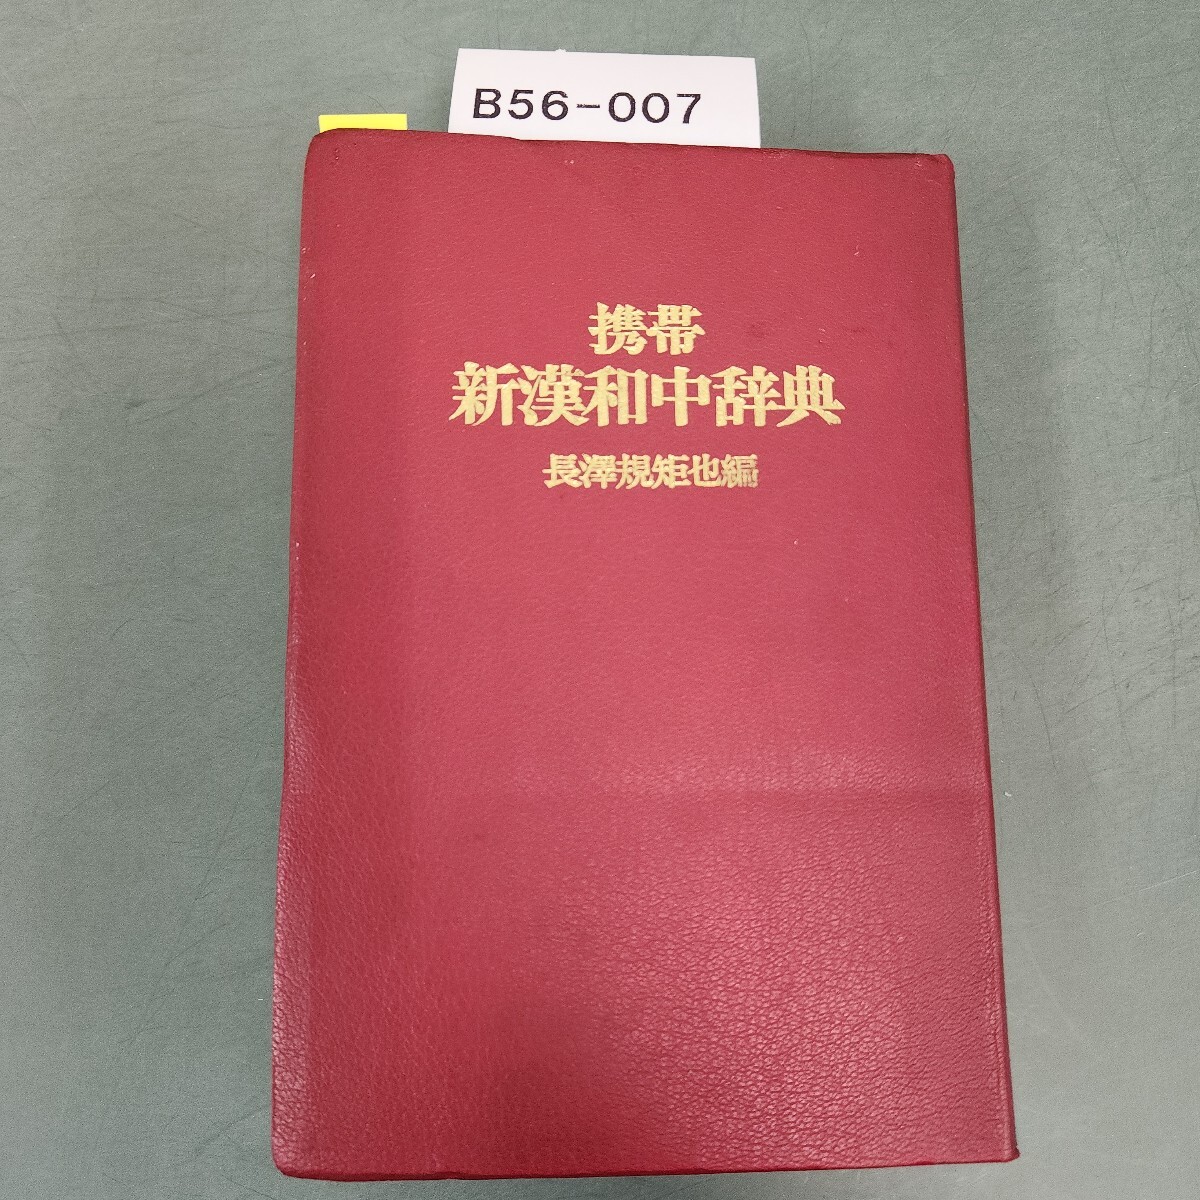 B56-007
携帯
新漢和中辞典
長澤規矩也編